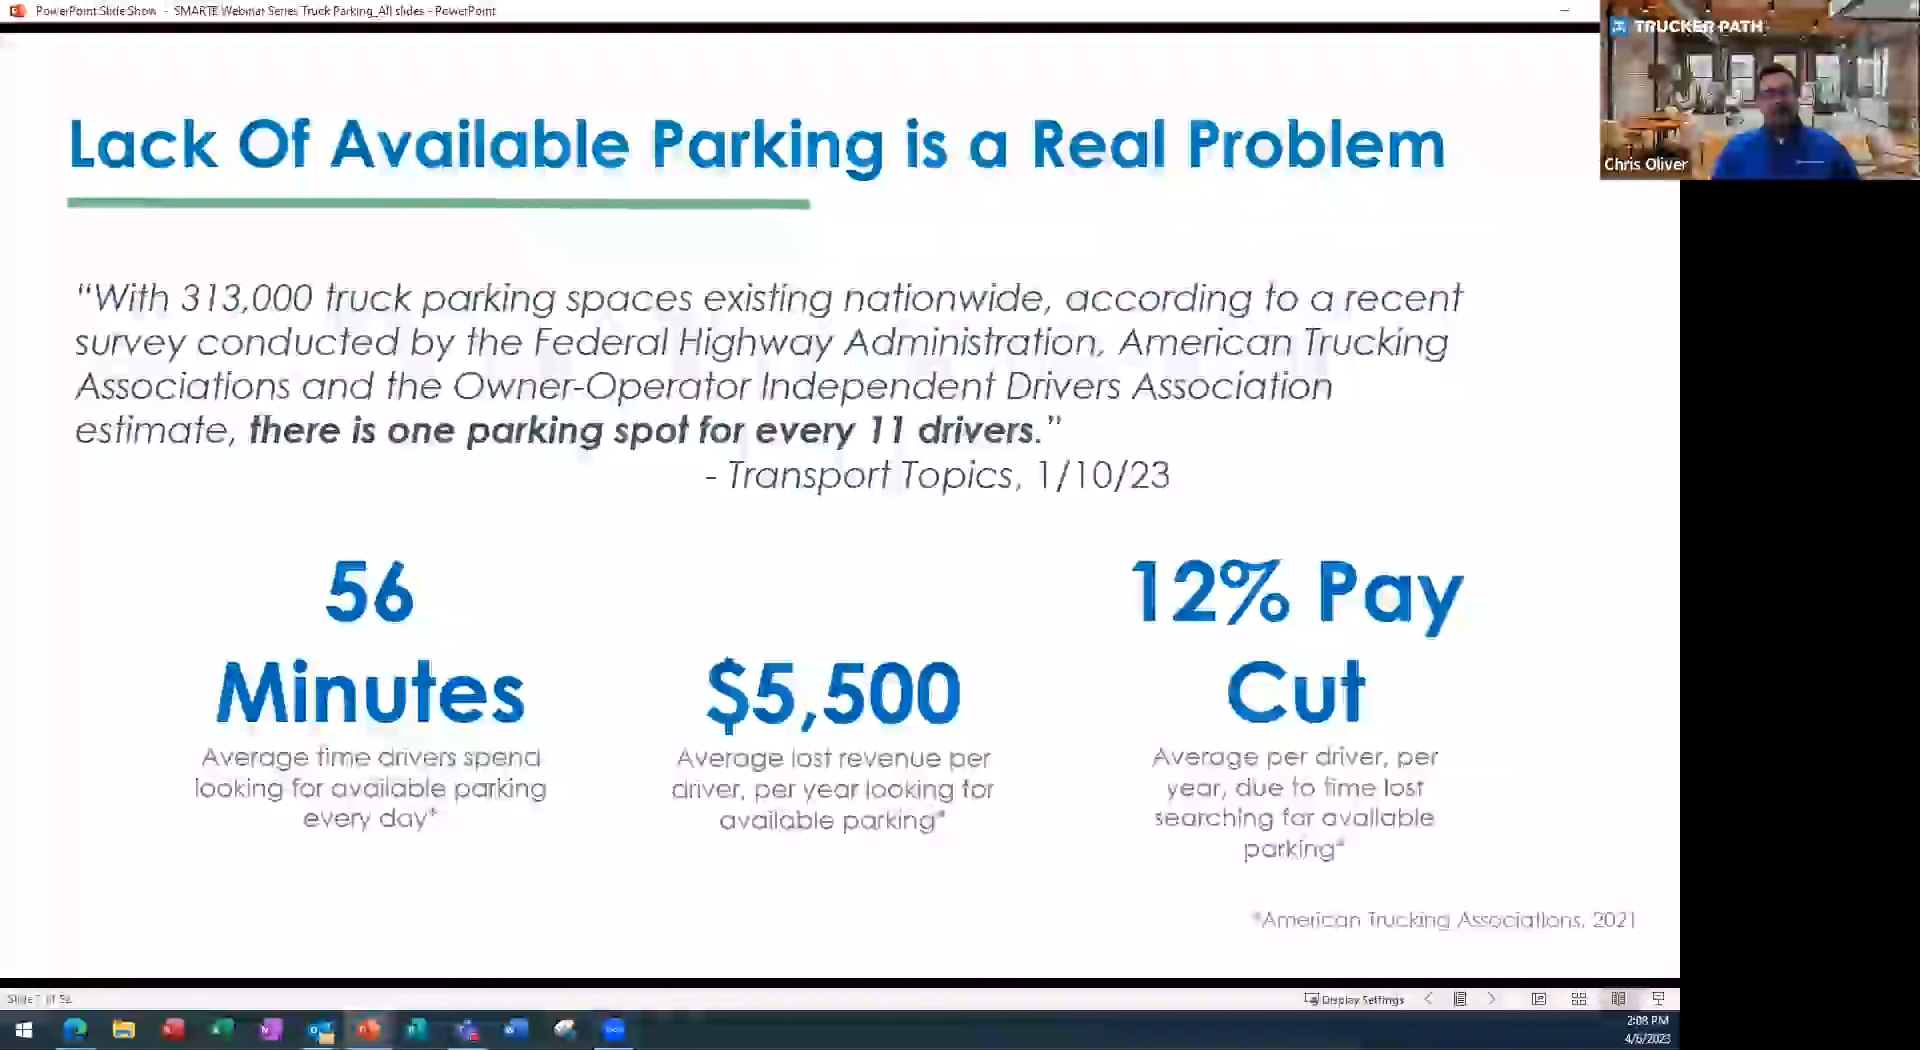 PowerPoint Slide Show - SMARTE Webinar Series Truck Parking_All slides - PowerPoint
TRUCKER PATH
Chris Oliver
Lack Of Available Parking is a Real Problem
“With 313,000 truck parking spaces existing nationwide, according to a recent
survey conducted by the Federal Highway Administration, American Trucking
Associations and the Owner-Operator Independent Drivers Association
estimate, there is one parking spot for every 11 drivers.”
- Transport Topics, 1/10/23
56
Minutes
Average time drivers spend
looking for available parking
every day*
$5,500
Average lost revenue per
driver, per year looking for
available parking*
12% Pay
Cut
Average per driver, per
year, due to time lost
searching for available
parking*
*American Trucking Associations, 2021
Slide of
Display Settings
2:08 PM
4/6/2023